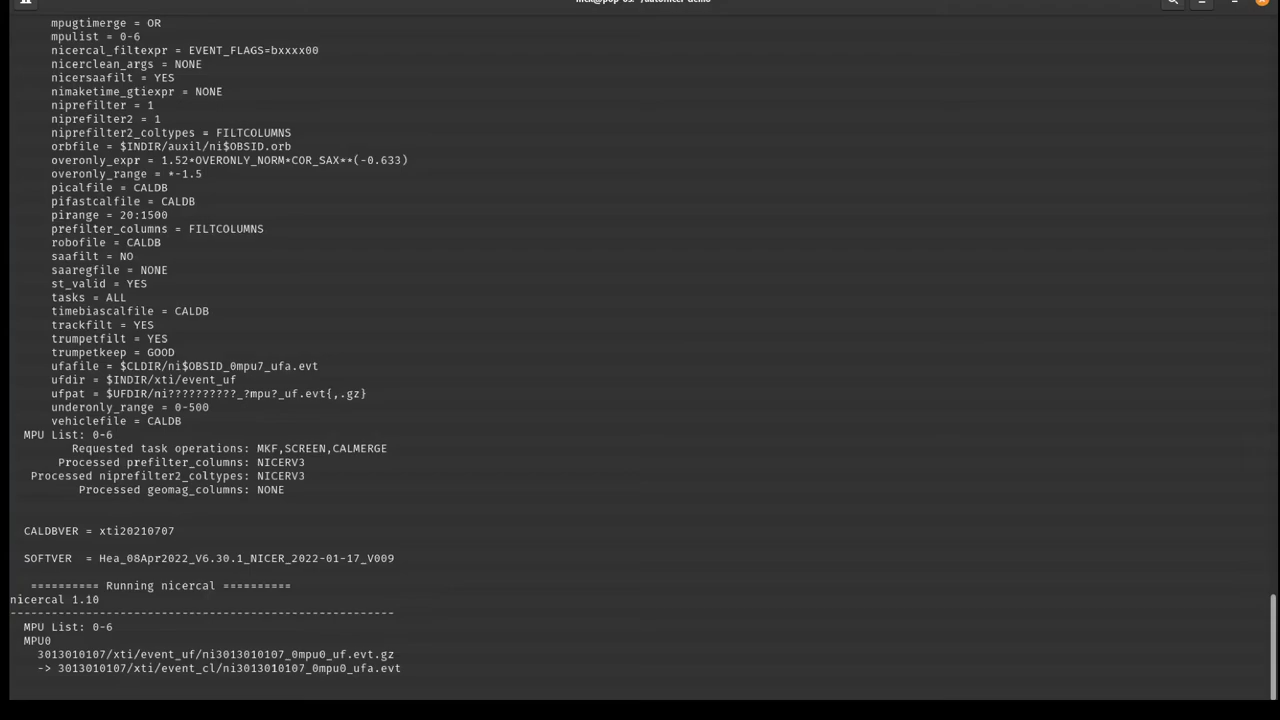 mpugtimerge = OR
mpulist = 0-6
nicercal_filtexpr = EVENT_FLAGS=bxxxx00
nicerclean_args = NONE
nicersaafilt = YES
nimaketime_gtiexpr = NONE
niprefilter = 1
niprefilter2 = 1
niprefilter2_coltypes = FILTCOLUMNS
orbfile = $INDIR/auxil/ni$OBSID.orb
overonly_expr = 1.52*OVERONLY_NORM*COR_SAX**(-0.633)
overonly_range = *-1.5
picalfile = CALDB
pifastcalfile = CALDB
pirange = 20:1500
prefilter_columns = FILTCOLUMNS
robofile = CALDB
saafilt = NO
saaregfile = NONE
st_valid = YES
tasks = ALL
timebiascalfile = CALDB
trackfilt = YES
trumpetfilt = YES
trumpetkeep = GOOD
ufafile = $CLDIR/ni$OBSID_0mpu7_ufa.evt
ufdir = $INDIR/xti/event_uf
ufpat = $UFDIR/ni??????????_?mpu?_uf.evt{,.gz}
underonly_range = 0-500
vehiclefile = CALDB
MPU List: 0-6
Requested task operations: MKF,SCREEN,CALMERGE
Processed prefilter_columns: NICERV3
Processed niprefilter2_coltypes: NICERV3
Processed geomag_columns: NONE
CALDBVER = xti20210707
SOFTVER  = Hea_08Apr2022_V6.30.1_NICER_2022-01-17_V009
========== Running nicercal ==========
nicercal 1.10
--------------------------------------------------------
MPU List: 0-6
MPU0
3013010107/xti/event_uf/ni3013010107_0mpu0_uf.evt.gz
-> 3013010107/xti/event_cl/ni3013010107_0mpu0_ufa.evt